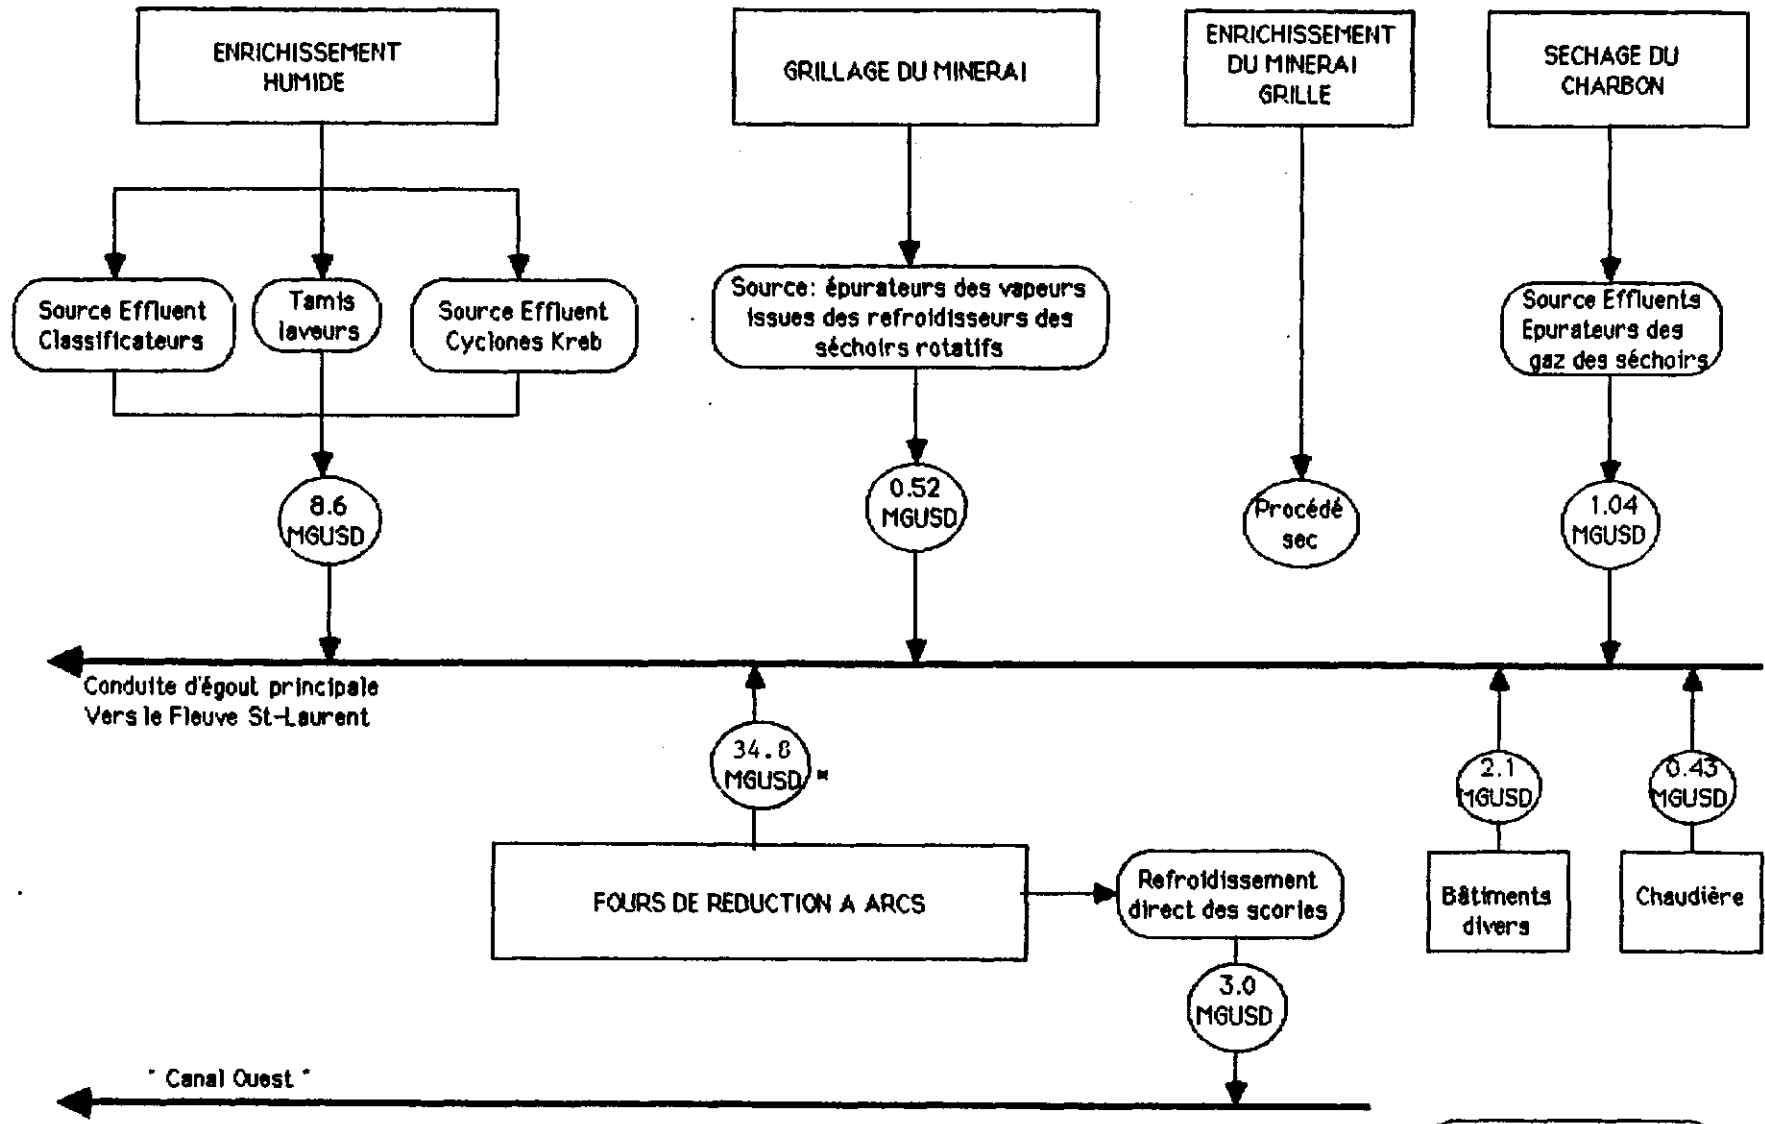 ENRICHISSEMENT
HUMIDE
GRILLAGE DU MINERAI
ENRICHISSEMENT
DU MINERAI
GRILLE
SECHAGE DU
CHARBON
Source Effluent
Classificateurs
Tamis
laveurs
Source Effluent
Cyclones Kreb
Source: épurateurs des vapeurs
issues des refroidisseurs des
séchoirs rotatifs
Source Effluents
Epurateurs des
gaz des séchoirs
8.6
MGUSD
0.52
MGUSD
Procédé
sec
1.04
MGUSD
Conduite d'égout principale
Vers le Fleuve St-Laurent
34.8
MGUSD *
2.1
MGUSD
0.43
MGUSD
FOURS DE REDUCTION A ARCS
Refroidissement
direct des scories
Bâtiments
divers
Chaudière
3.0
MGUSD
" Canal Ouest "